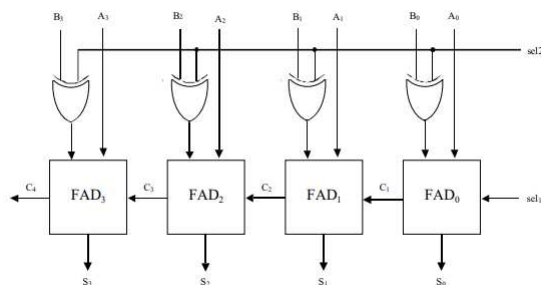 B₃ A₃ B₂ A₂ B₁ A₁ B₀ A₀
sel2
C₄ FAD₃ C₃ FAD₂ C₂ FAD₁ C₁ FAD₀ sel₁
S₃ S₂ S₁ S₀